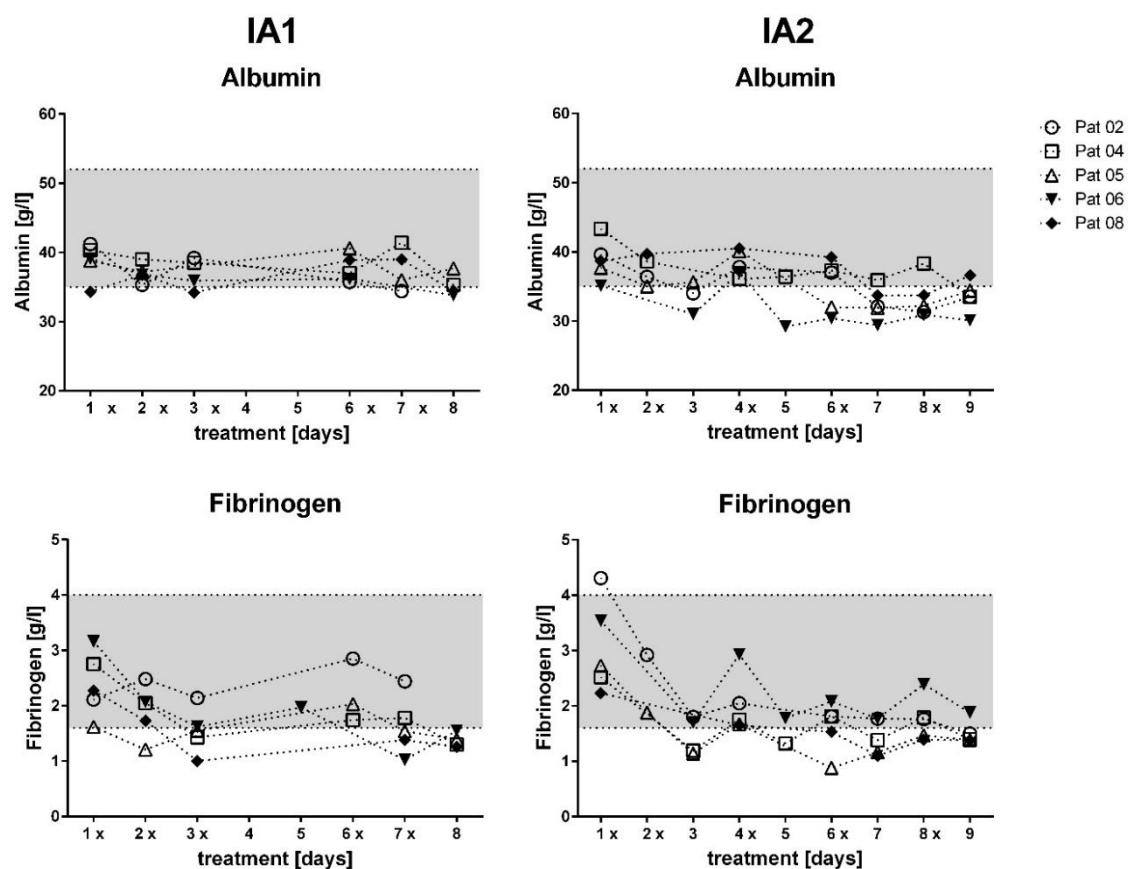 IA1
IA2
Albumin
Albumin
60
50
40
30
20
Albumin [g/l]
1 x 2 x 3 x 4 5 6 x 7 x 8
treatment [days]
60
50
40
30
20
Albumin [g/l]
1 x 2 x 3 4 x 5 6 x 7 8 x 9
treatment [days]
Pat 02
Pat 04
Pat 05
Pat 06
Pat 08
Fibrinogen
Fibrinogen
5
4
3
2
1
0
Fibrinogen [g/l]
1 x 2 x 3 x 4 5 6 x 7 x 8
treatment [days]
5
4
3
2
1
0
Fibrinogen [g/l]
1 x 2 x 3 4 x 5 6 x 7 8 x 9
treatment [days]